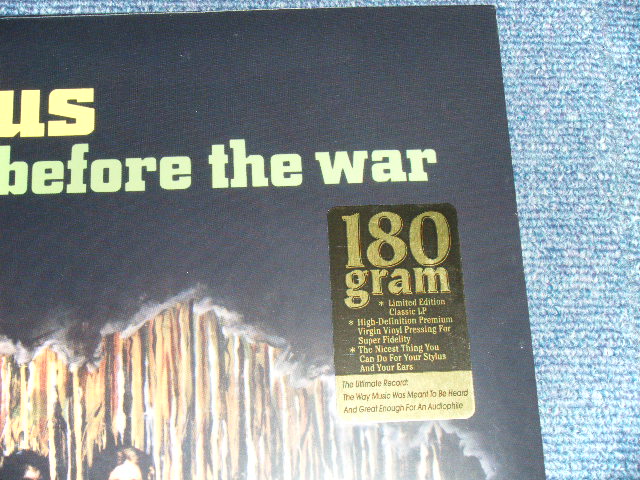 us
before the war
180
gram
* Limited Edition
Classic LP
* High-Definition Premium
Virgin Vinyl Pressing For
Super Fidelity
* The Nicest Thing You
Can Do For Your Stylus
And Your Ears
The Ultimate Record:
The Way Music Was Meant To Be Heard
And Great Enough For An Audiophile